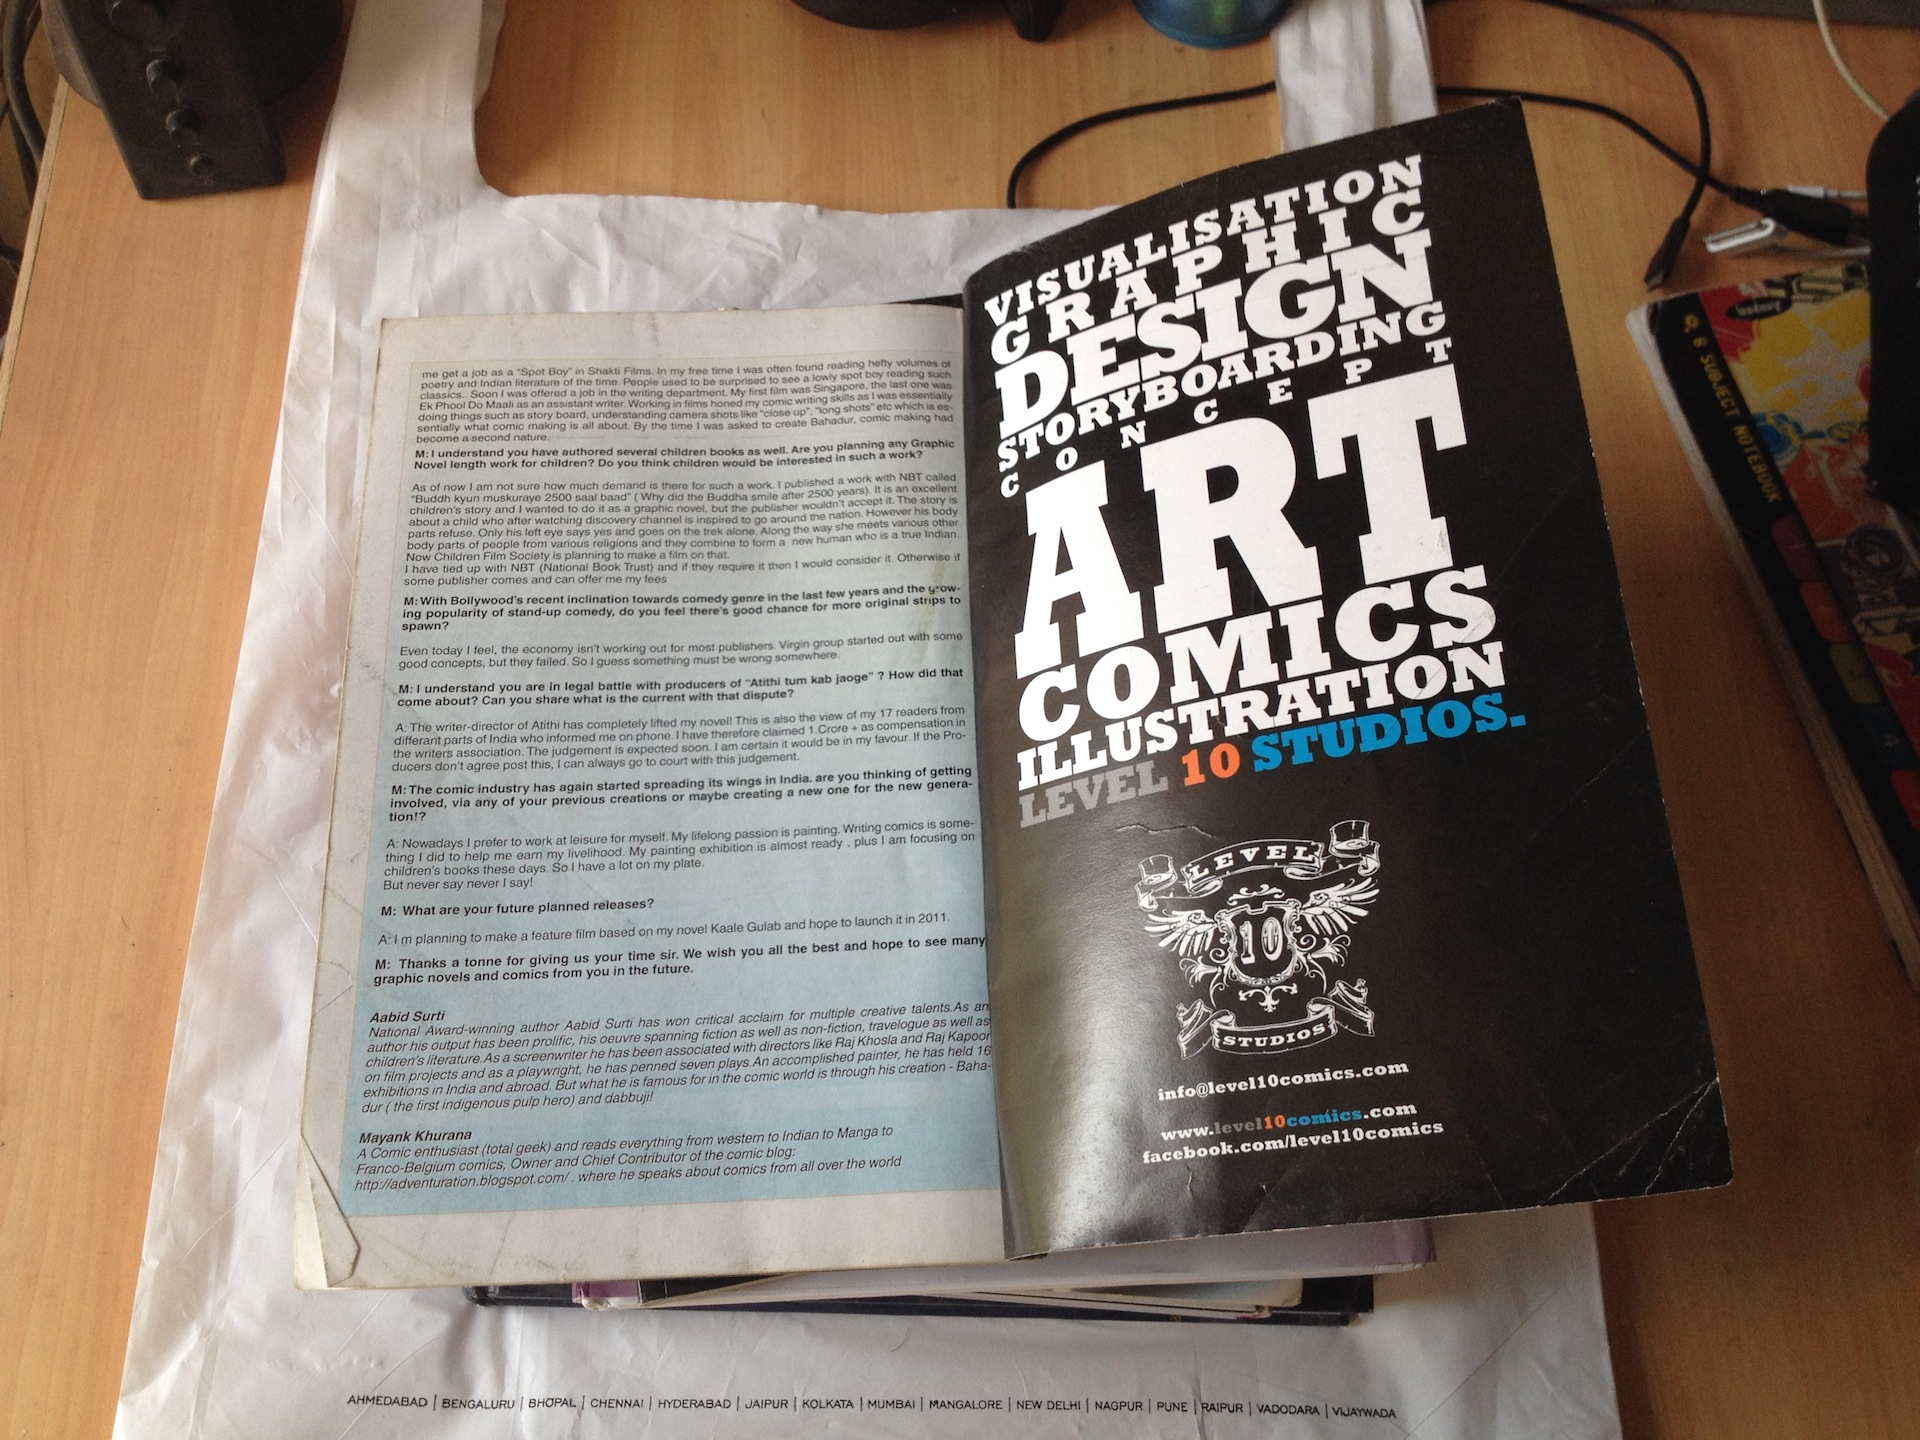 me get a job as a “Spot Boy” in Shakti Films. In my free time I was often found reading hefty volumes of
poetry and Indian literature of the time. People used to be surprised to see a lowly spot boy reading such
classics.. Soon I was offered a job in the writing department. My first film was Singapore, the last one was
Ek Phool Do Maali as an assistant writer. Working in films honed my comic writing skills as I was essentially
doing things such as story board, understanding camera shots like “close up”, “long shots” etc which is es-
sentially what comic making is all about. By the time I was asked to create Bahadur, comic making had
become a second nature.
M: I understand you have authored several children books as well. Are you planning any Graphic
Novel length work for children? Do you think children would be interested in such a work?
As of now I am not sure how much demand is there for such a work. I published a work with NBT called
“Buddh kyun muskuraye 2500 saal baad” ( Why did the Buddha smile after 2500 years). It is an excellent
children's story and I wanted to do it as a graphic novel, but the publisher wouldn't accept it. The story is
about a child who after watching discovery channel is inspired to go around the nation. However his body
parts refuse. Only his left eye says yes and goes on the trek alone. Along the way she meets various other
body parts of people from various religions and they combine to form a new human who is a true Indian.
Now Children Film Society is planning to make a film on that.
I have tied up with NBT (National Book Trust) and if they require it then I would consider it. Otherwise if
some publisher comes and can offer me my fees
M: With Bollywood's recent inclination towards comedy genre in the last few years and the grow-
ing popularity of stand-up comedy, do you feel there's good chance for more original strips to
spawn?
Even today I feel, the economy isn't working out for most publishers. Virgin group started out with some
good concepts, but they failed. So I guess something must be wrong somewhere.
M: I understand you are in legal battle with producers of “Atithi tum kab jaoge” ? How did that
come about? Can you share what is the current with that dispute?
A: The writer-director of Atithi has completely lifted my novel! This is also the view of my 17 readers from
different parts of India who informed me on phone. I have therefore claimed 1.Crore + as compensation in
the writers association. The judgement is expected soon. I am certain it would be in my favour. If the Pro-
ducers don't agree post this, I can always go to court with this judgement.
M: The comic industry has again started spreading its wings in India. are you thinking of getting
involved, via any of your previous creations or maybe creating a new one for the new genera-
tion!?
A: Nowadays I prefer to work at leisure for myself. My lifelong passion is painting. Writing comics is some-
thing I did to help me earn my livelihood. My painting exhibition is almost ready , plus I am focusing on
children's books these days. So I have a lot on my plate.
But never say never I say!
M: What are your future planned releases?
A: I m planning to make a feature film based on my novel Kaale Gulab and hope to launch it in 2011.
M: Thanks a tonne for giving us your time sir. We wish you all the best and hope to see many
graphic novels and comics from you in the future.
Aabid Surti
National Award-winning author Aabid Surti has won critical acclaim for multiple creative talents.As an
author his output has been prolific, his oeuvre spanning fiction as well as non-fiction, travelogue as well as
children's literature.As a screenwriter he has been associated with directors like Raj Khosla and Raj Kapoor
on film projects and as a playwright, he has penned seven plays.An accomplished painter, he has held 16
exhibitions in India and abroad. But what he is famous for in the comic world is through his creation - Baha-
dur ( the first indigenous pulp hero) and dabbuji!
Mayank Khurana
A Comic enthusiast (total geek) and reads everything from western to Indian to Manga to
Franco-Belgium comics, Owner and Chief Contributor of the comic blog:
http://adventuration.blogspot.com/ . where he speaks about comics from all over the world
VISUALISATION
GRAPHIC
DESIGN
STORYBOARDING
CONCEPT
ART
COMICS
ILLUSTRATION
LEVEL 10 STUDIOS.
LEVEL
10
STUDIOS
info@level10comics.com
www.level10comics.com
facebook.com/level10comics
6 SUBJECT NOTEBOOK
AHMEDABAD | BENGALURU | BHOPAL | CHENNAI | HYDERABAD | JAIPUR | KOLKATA | MUMBAI | MANGALORE | NEW DELHI | NAGPUR | PUNE | RAIPUR | VADODARA | VIJAYWADA